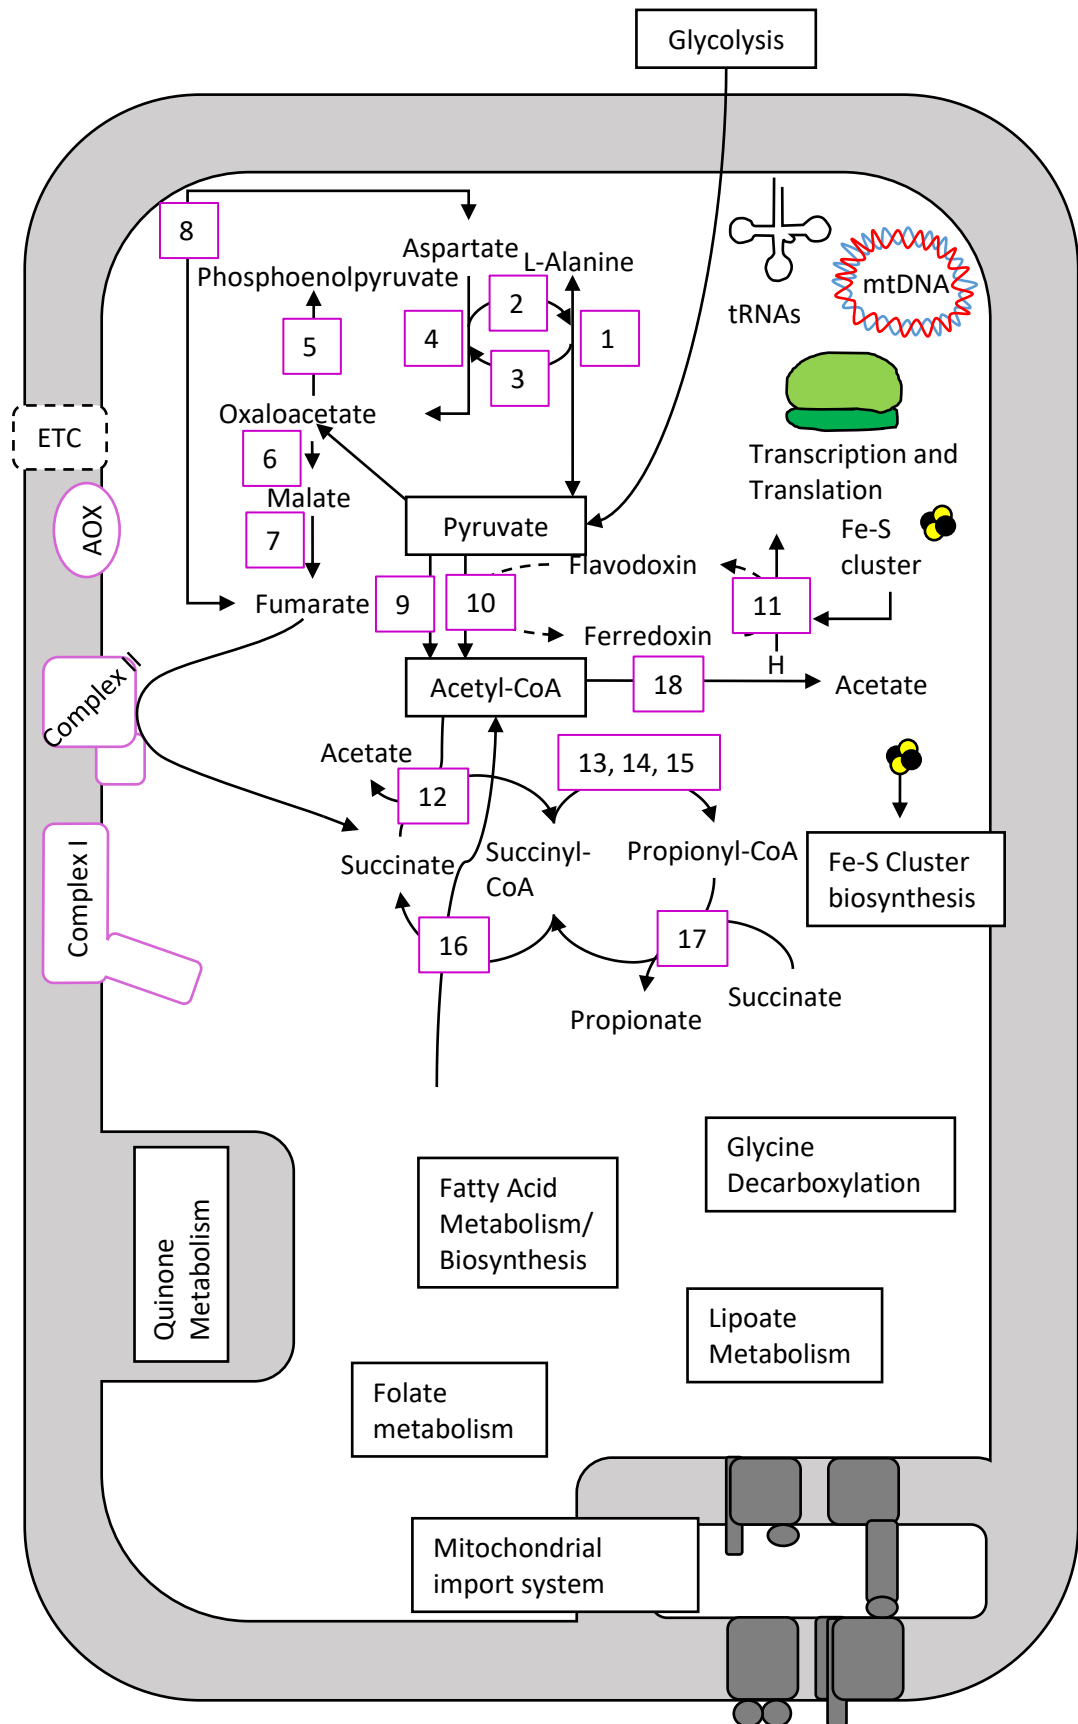 Glycolysis
8
Aspartate
L-Alanine
Phosphoenolpyruvate
tRNAs
mtDNA
2
4
1
5
3
Oxaloacetate
ETC
6
Malate
Transcription and
Translation
AOX
7
Pyruvate
Fe-S
cluster
Flavodoxin
Fumarate
9
10
11
Ferredoxin
H
Complex II
Acetyl-CoA
18
Acetate
Acetate
12
13, 14, 15
Succinate
Succinyl-
CoA
Propionyl-CoA
Fe-S Cluster
biosynthesis
Complex I
16
17
Succinate
Propionate
Glycine
Decarboxylation
Quinone
Metabolism
Fatty Acid
Metabolism/
Biosynthesis
Lipoate
Metabolism
Folate
metabolism
Mitochondrial
import system